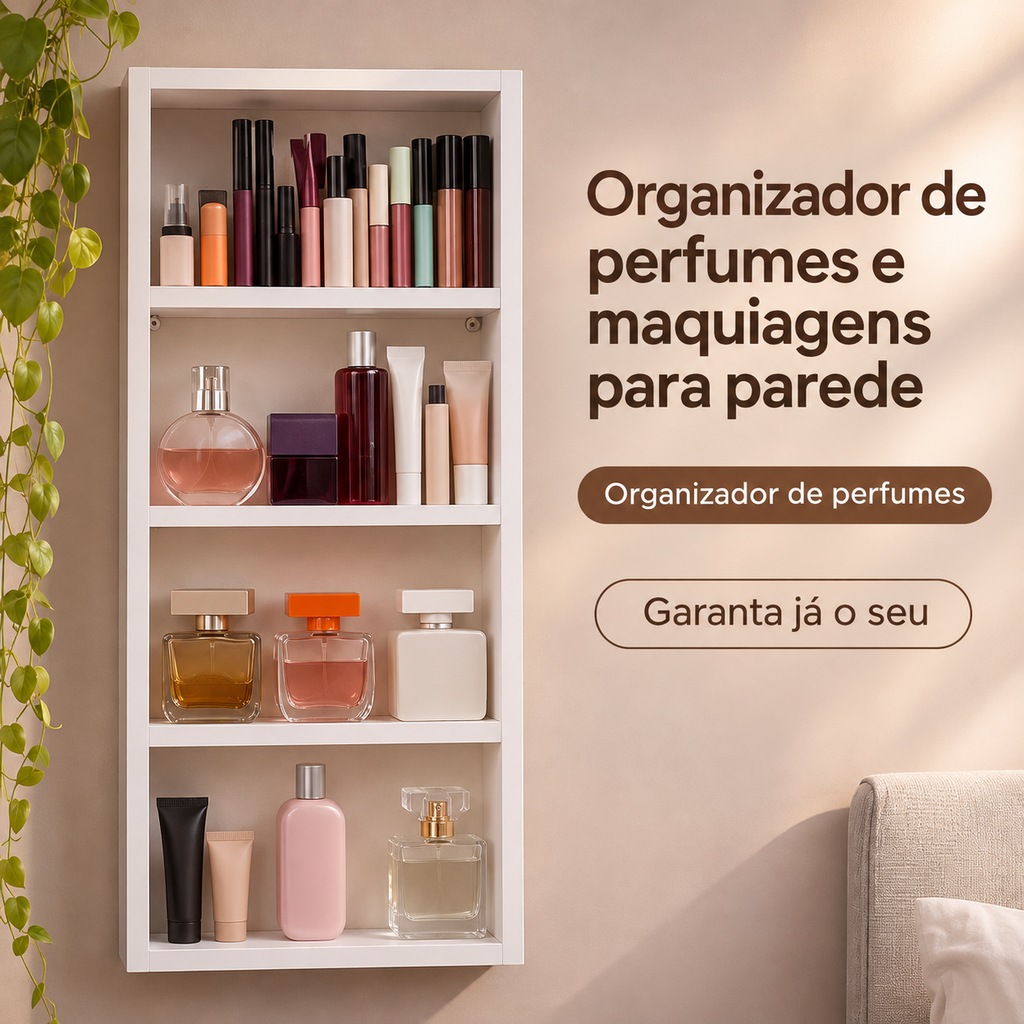 Organizador de
perfumes e
maquiagens
para parede
Organizador de perfumes
Garanta já o seu